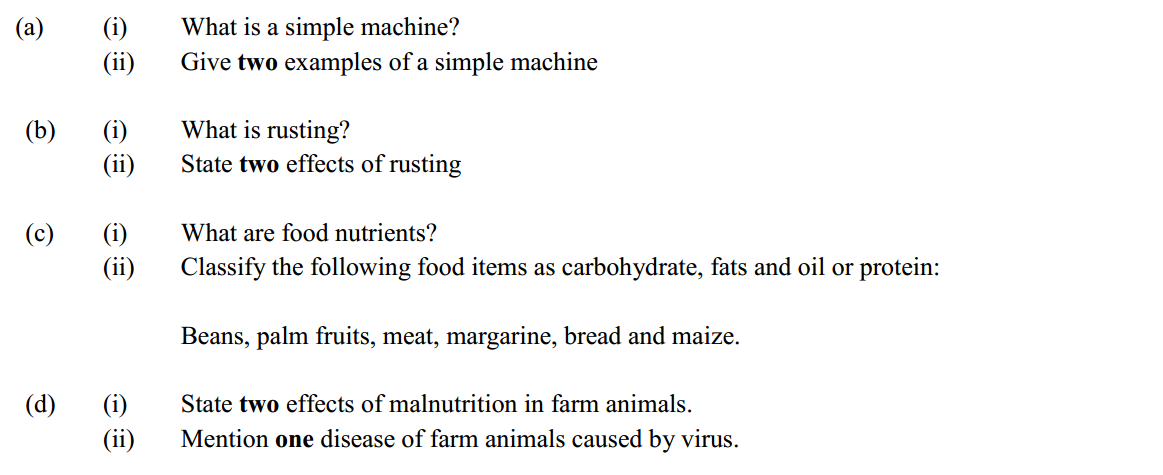 (a) (i) What is a simple machine?
(ii) Give two examples of a simple machine
(b) (i) What is rusting?
(ii) State two effects of rusting
(c) (i) What are food nutrients?
(ii) Classify the following food items as carbohydrate, fats and oil or protein:
Beans, palm fruits, meat, margarine, bread and maize.
(d) (i) State two effects of malnutrition in farm animals.
(ii) Mention one disease of farm animals caused by virus.